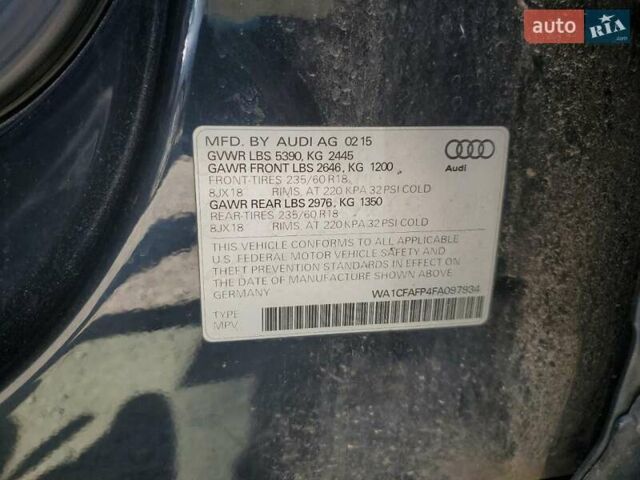 auto RIA.com
MFD. BY AUDI AG 02 15
GVWR LBS 5390, KG 2445
GAWR FRONT LBS 2646, KG 1200
FRONT-TIRES 235/60 R18
8JX18 RIMS, AT 220 KPA 32 PSI COLD
GAWR REAR LBS 2976, KG 1350
REAR-TIRES 235/60 R18
8JX18 RIMS, AT 220 KPA 32 PSI COLD
Audi
THIS VEHICLE CONFORMS TO ALL APPLICABLE
U.S. FEDERAL MOTOR VEHICLE SAFETY AND
THEFT PREVENTION STANDARDS IN EFFECT ON
THE DATE OF MANUFACTURE SHOWN ABOVE.
GERMANY WA1CFAFP4FA097934
TYPE
MPV